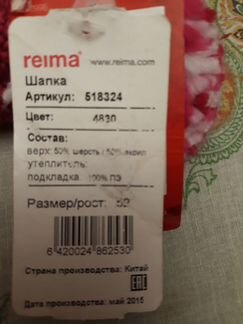 reima® www.reima.com
Шапка
Артикул: 518324
Цвет: 4830
Состав:
верх: 50% шерсть / 50% акрил
утеплитель:
подкладка: 100% ПЭ
Размер/рост: 52
6 420024 862530
Страна производства: Китай
EAC
Дата производства: май 2015